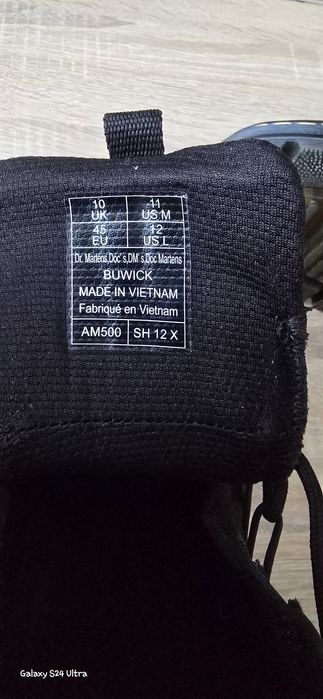 10 UK 11 US M
45 EU 12 US L
Dr. Martens,Doc's,DM's,Doc Martens
BUWICK
MADE IN VIETNAM
Fabriqué en Vietnam
AM500 SH 12 X
Galaxy S24 Ultra